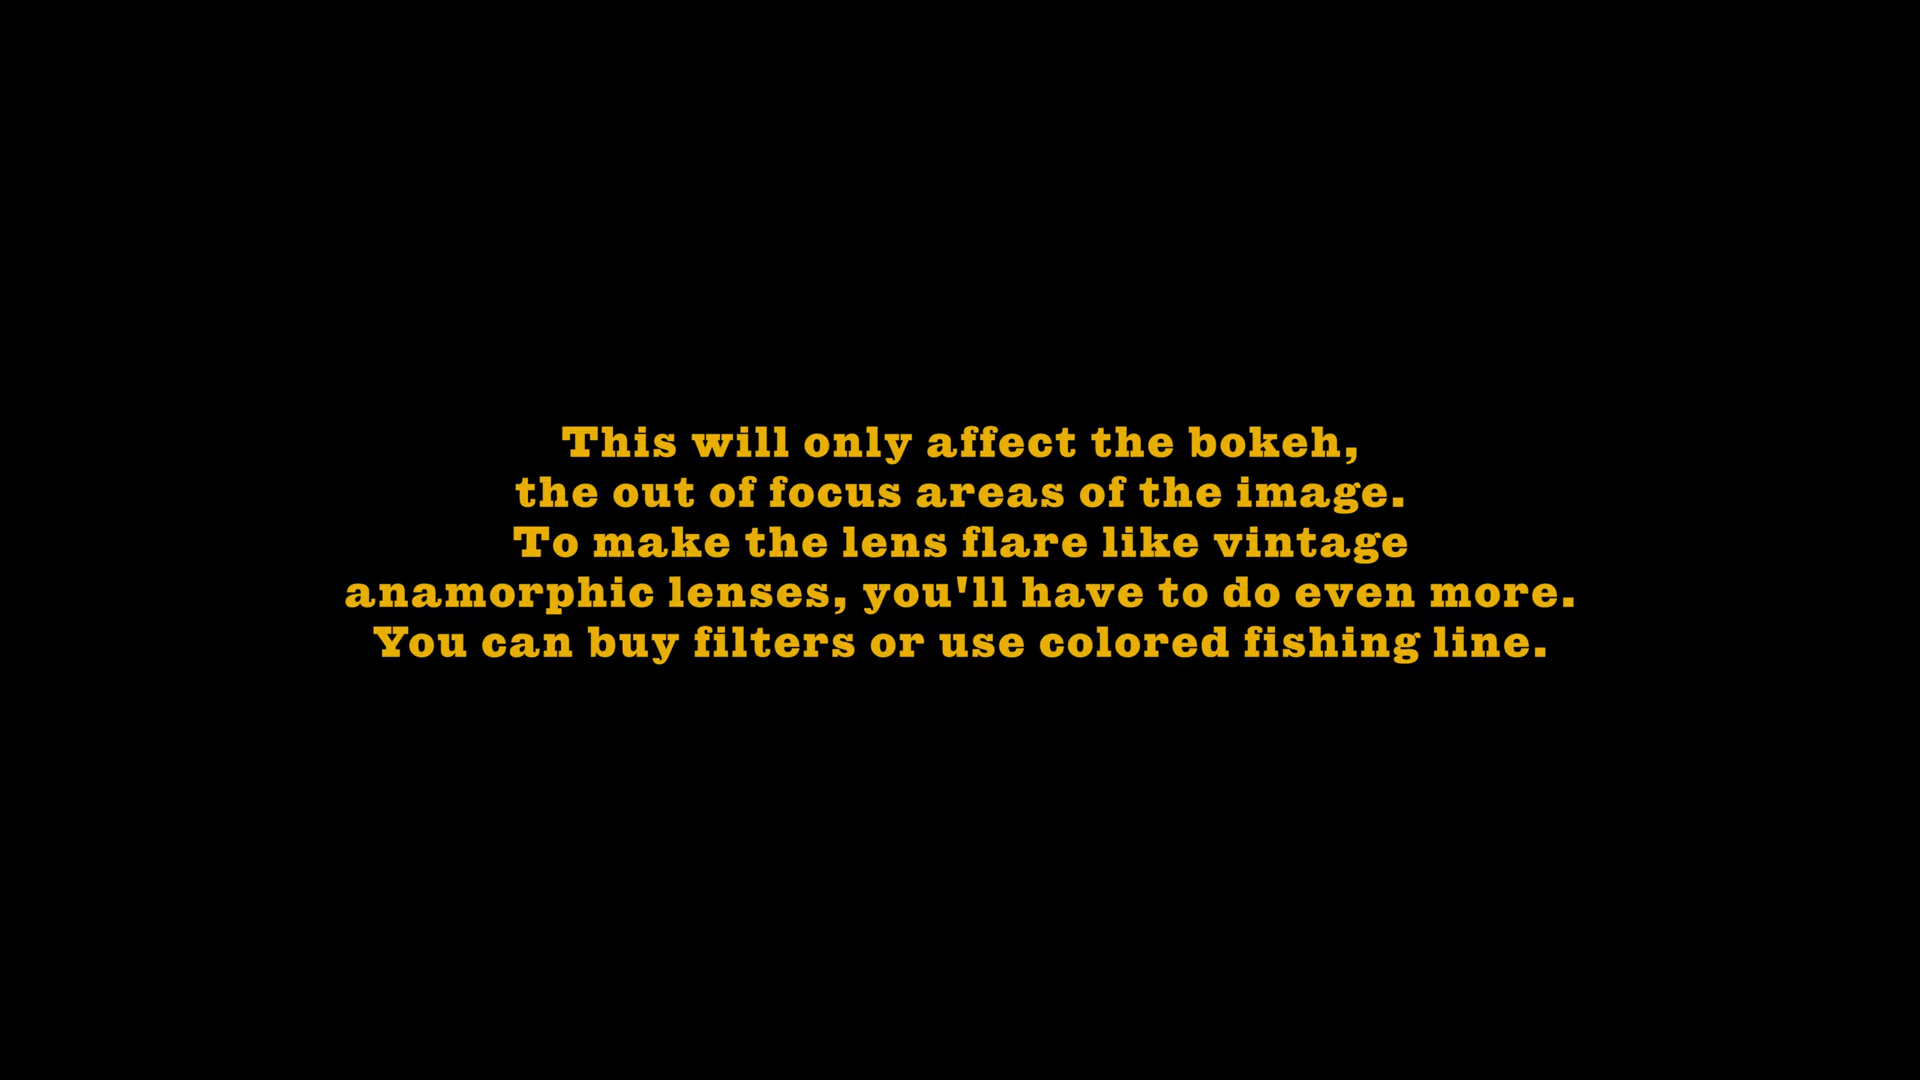 This will only affect the bokeh,
the out of focus areas of the image.
To make the lens flare like vintage
anamorphic lenses, you'll have to do even more.
You can buy filters or use colored fishing line.